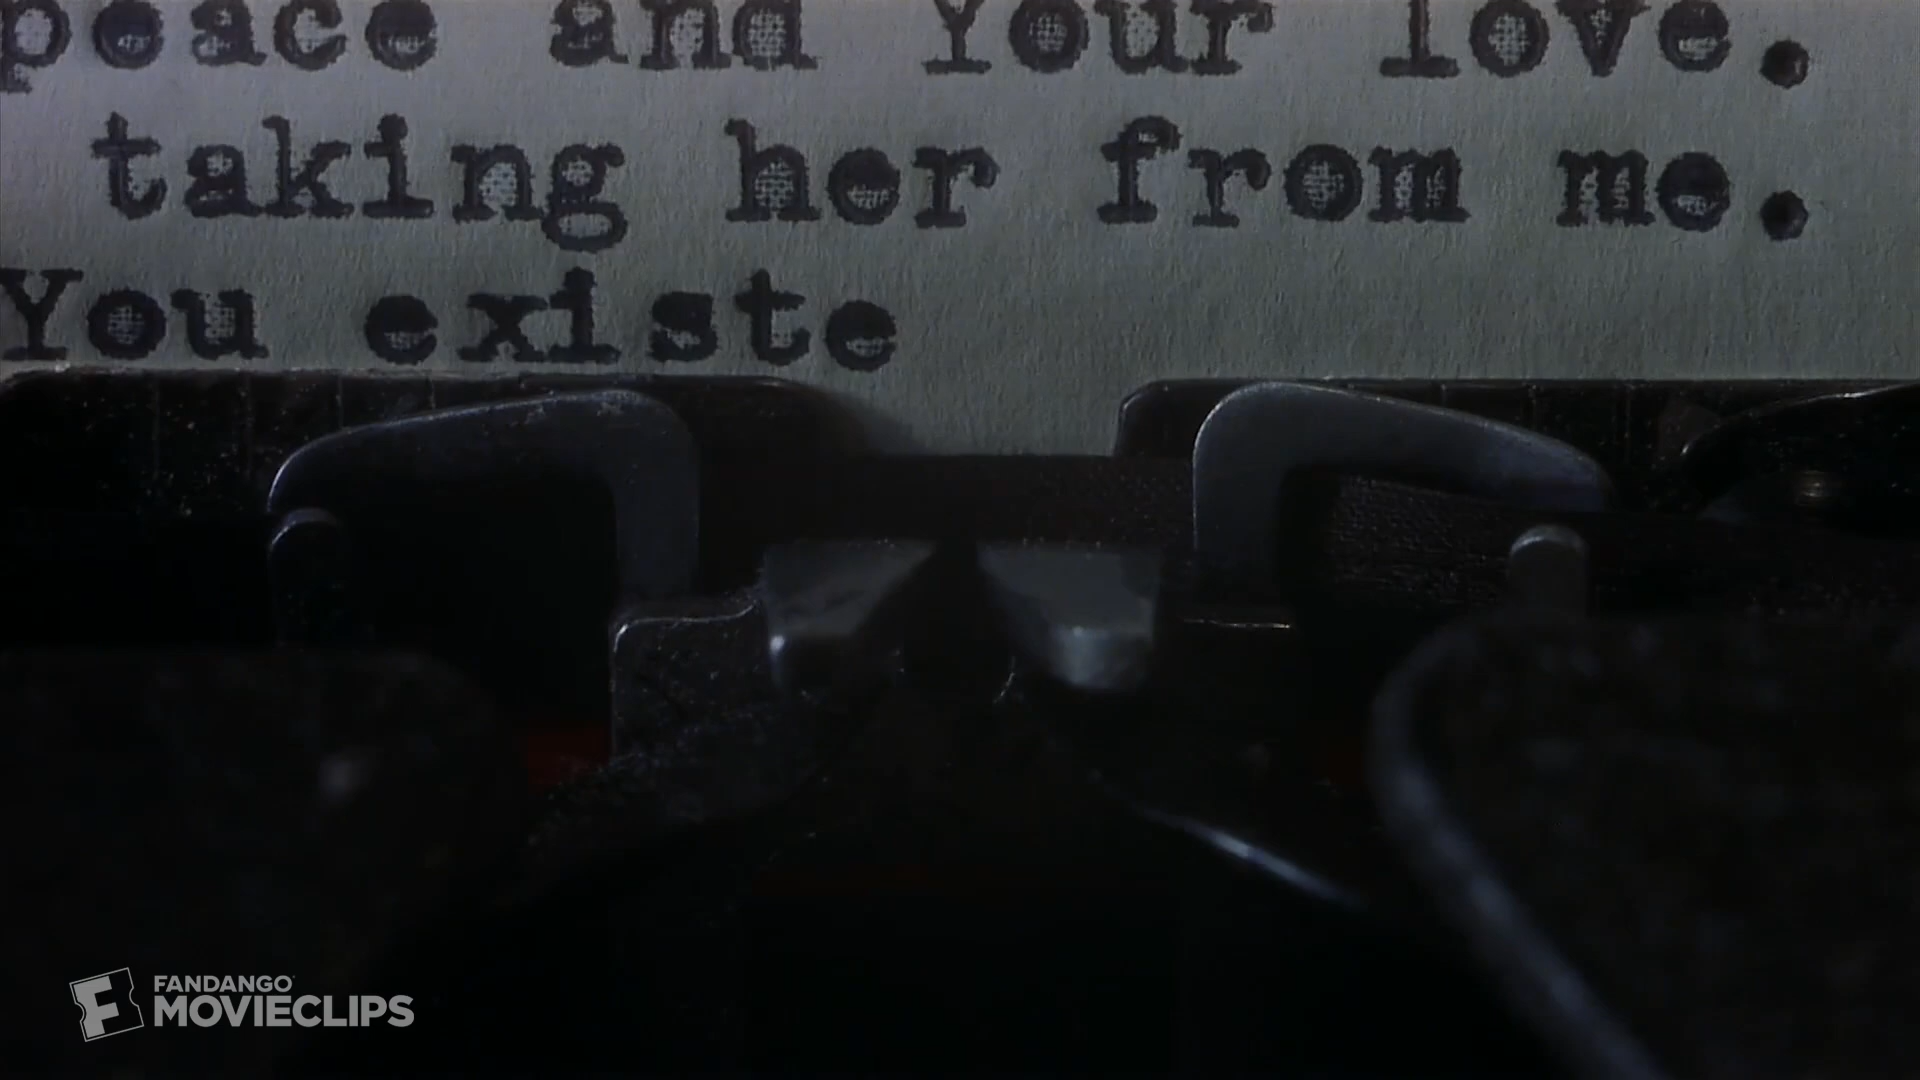 peace and Your love.
taking her from me.
You existe
FANDANGO
MOVIECLIPS